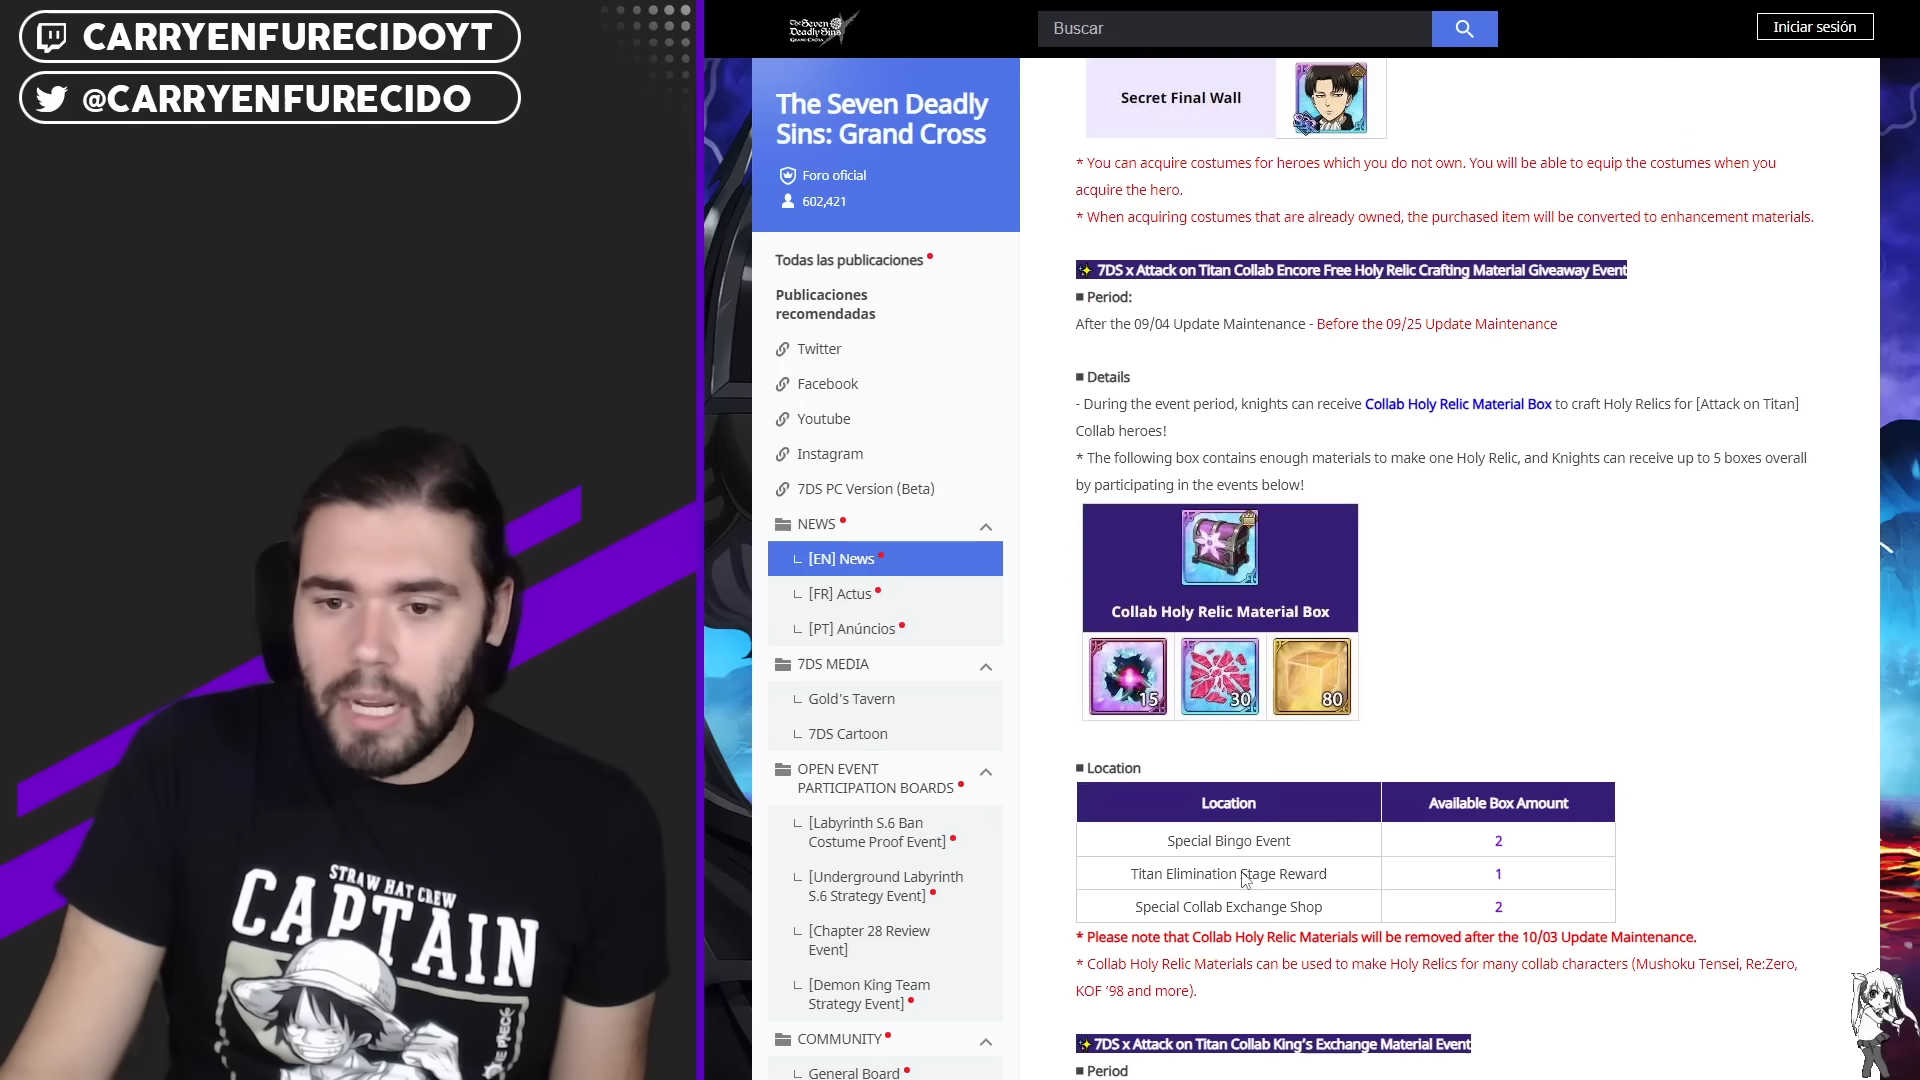 CARRYENFURECIDOYT
@CARRYENFURECIDO
STRAW HAT CREW
CAPTAIN
The Seven
Deadly Sins
GRAND CROSS
Buscar
Iniciar sesión
The Seven Deadly
Sins: Grand Cross
Foro oficial
602,421
Todas las publicaciones
Publicaciones
recomendadas
Twitter
Facebook
Youtube
Instagram
7DS PC Version (Beta)
NEWS
[EN] News
[FR] Actus
[PT] Anúncios
7DS MEDIA
Gold's Tavern
7DS Cartoon
OPEN EVENT
PARTICIPATION BOARDS
[Labyrinth S.6 Ban
Costume Proof Event]
[Underground Labyrinth
S.6 Strategy Event]
[Chapter 28 Review
Event]
[Demon King Team
Strategy Event]
COMMUNITY
General Board
Secret Final Wall
* You can acquire costumes for heroes which you do not own. You will be able to equip the costumes when you
acquire the hero.
* When acquiring costumes that are already owned, the purchased item will be converted to enhancement materials.
✨ 7DS x Attack on Titan Collab Encore Free Holy Relic Crafting Material Giveaway Event
■ Period:
After the 09/04 Update Maintenance - Before the 09/25 Update Maintenance
■ Details
- During the event period, knights can receive Collab Holy Relic Material Box to craft Holy Relics for [Attack on Titan]
Collab heroes!
* The following box contains enough materials to make one Holy Relic, and Knights can receive up to 5 boxes overall
by participating in the events below!
Collab Holy Relic Material Box
15 30 80
■ Location
Location Available Box Amount
Special Bingo Event 2
Titan Elimination Stage Reward 1
Special Collab Exchange Shop 2
* Please note that Collab Holy Relic Materials will be removed after the 10/03 Update Maintenance.
* Collab Holy Relic Materials can be used to make Holy Relics for many collab characters (Mushoku Tensei, Re:Zero,
KOF '98 and more).
✨ 7DS x Attack on Titan Collab King's Exchange Material Event
■ Period